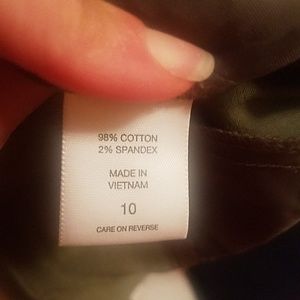 98% COTTON
2% SPANDEX
MADE IN
VIETNAM
10
CARE ON REVERSE